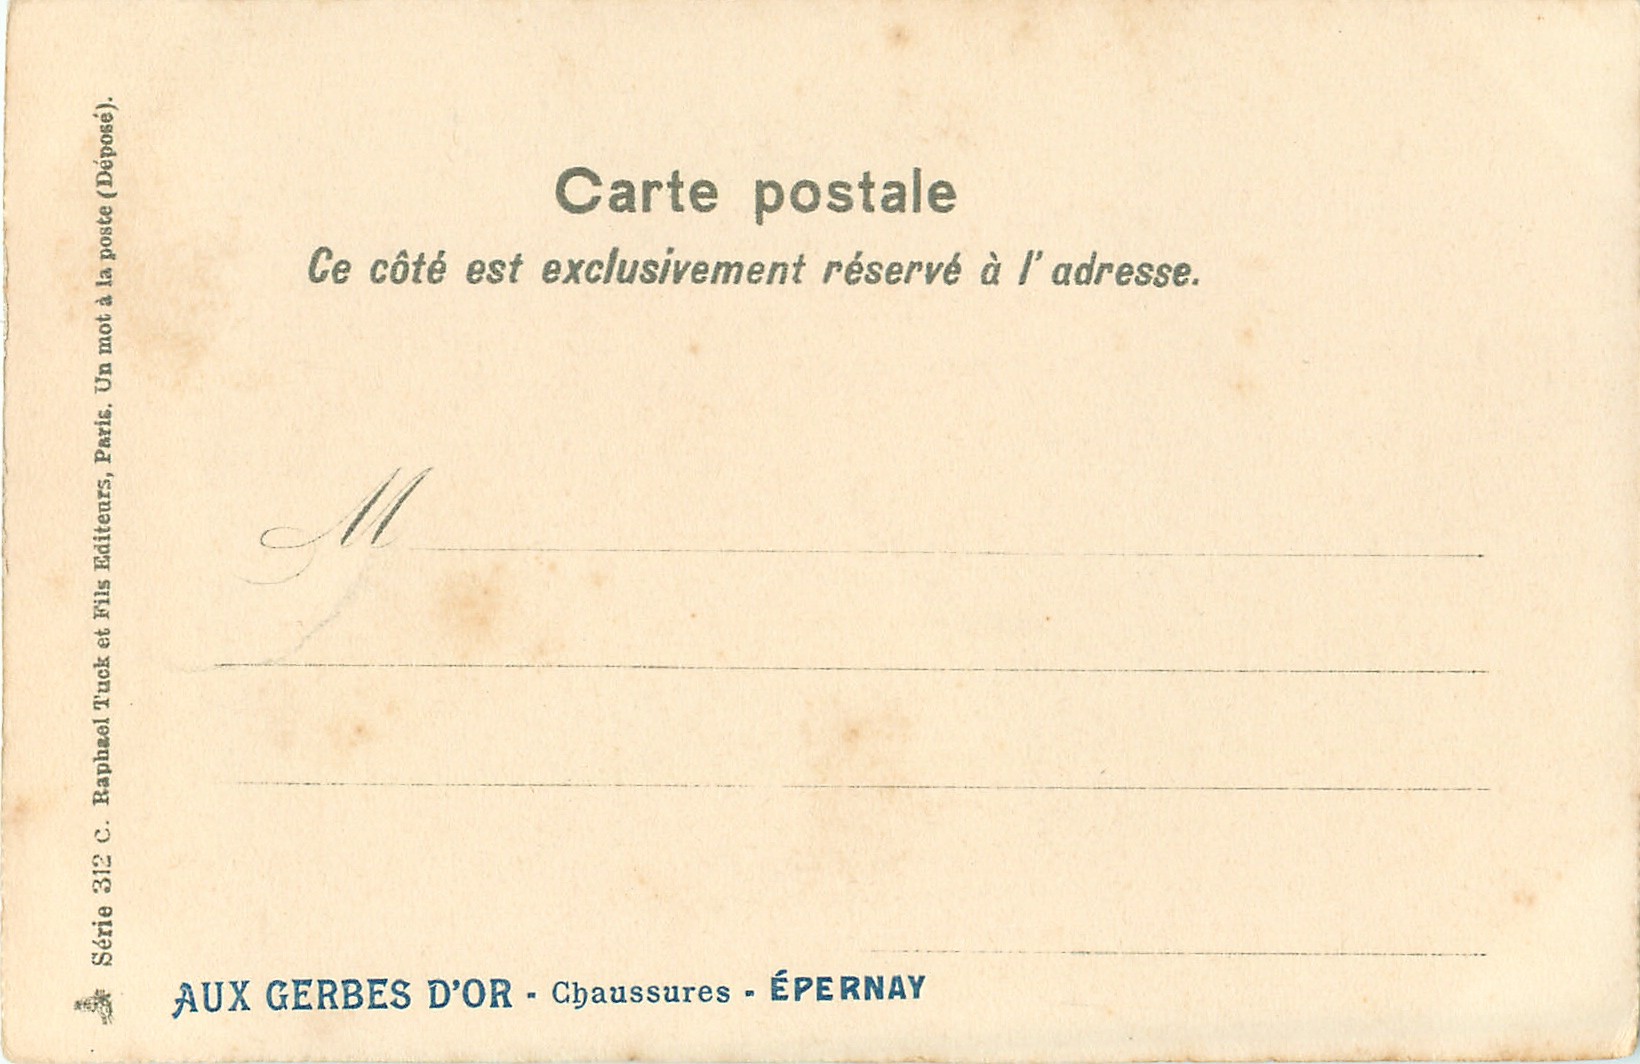 Carte postale
Ce côté est exclusivement réservé à l'adresse.
M
Série 312 C. Raphael Tuck et Fils Editeurs, Paris. Un mot à la poste (Déposé).
AUX GERBES D'OR - Chaussures - ÉPERNAY